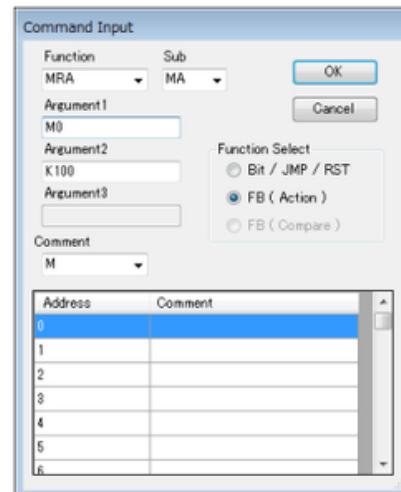 Command Input
Function Sub
MRA MA
OK
Argument1
Cancel
M0
Argument2
Function Select
K100
Bit / JMP / RST
Argument3
FB ( Action )
FB ( Compare )
Comment
M
Address Comment
0
1
2
3
4
5
6